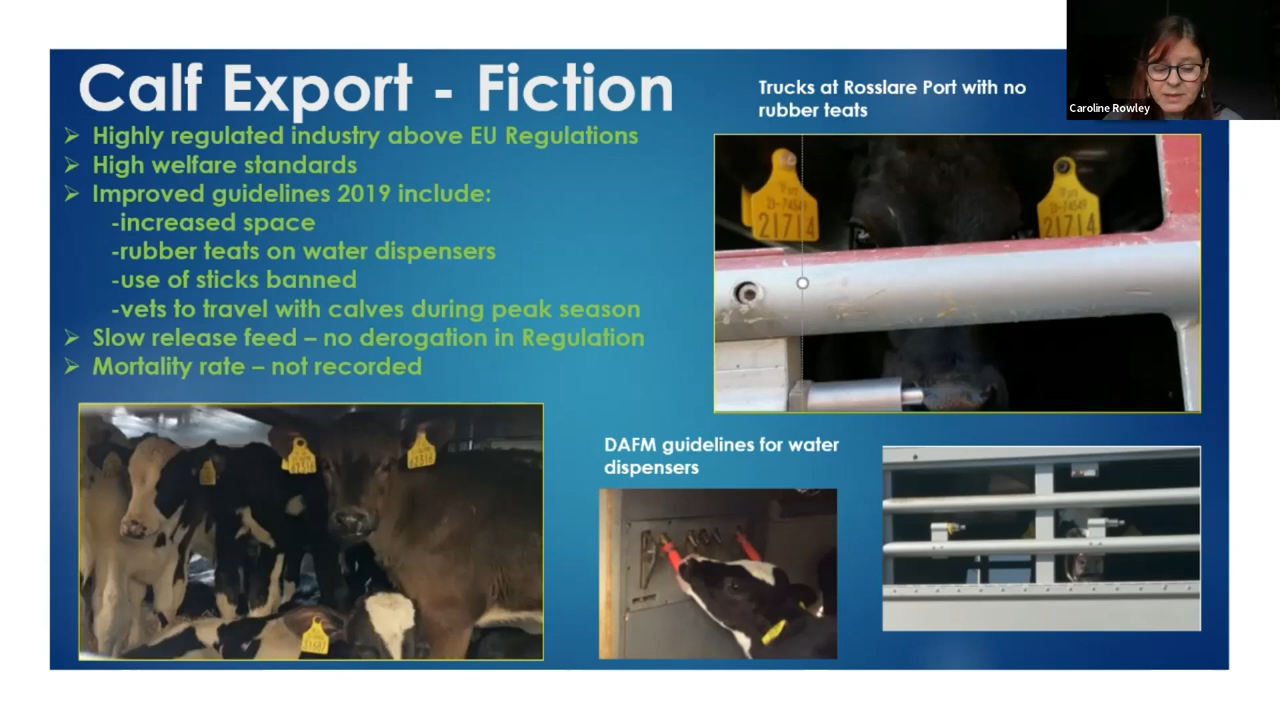 Calf Export - Fiction
Highly regulated industry above EU Regulations
High welfare standards
Improved guidelines 2019 include:
-increased space
-rubber teats on water dispensers
-use of sticks banned
-vets to travel with calves during peak season
Slow release feed – no derogation in Regulation
Mortality rate – not recorded
Trucks at Rosslare Port with no
rubber teats
Caroline Rowley
21714
21714
DAFM guidelines for water
dispensers